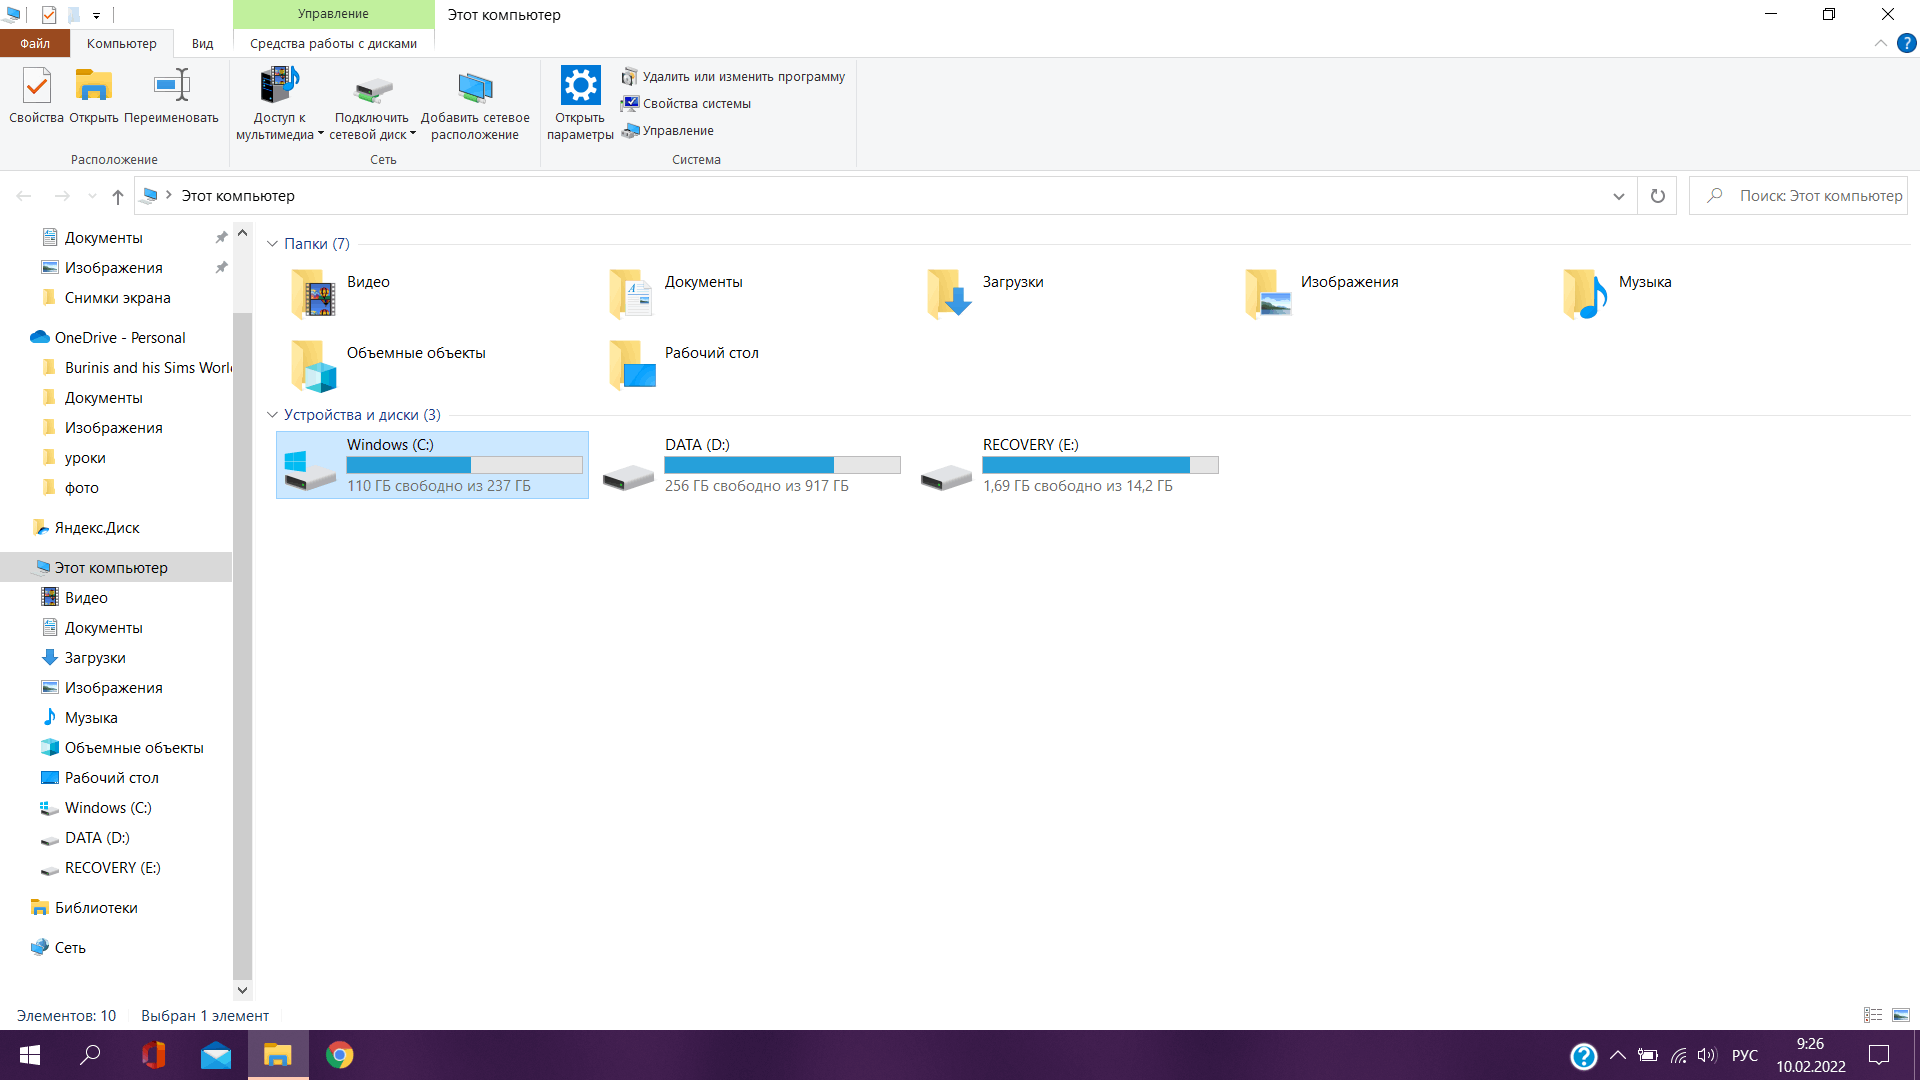 Управление
Этот компьютер
Файл
Компьютер
Вид
Средства работы с дисками
Свойства
Открыть
Переименовать
Доступ к
мультимедиа
Подключить
сетевой диск
Добавить сетевое
расположение
Открыть
параметры
Удалить или изменить программу
Свойства системы
Управление
Расположение
Сеть
Система
Этот компьютер
Поиск: Этот компьютер
Документы
Изображения
Снимки экрана
OneDrive - Personal
Burinis and his Sims Worl
Документы
Изображения
уроки
фото
Яндекс.Диск
Этот компьютер
Видео
Документы
Загрузки
Изображения
Музыка
Объемные объекты
Рабочий стол
Windows (C:)
DATA (D:)
RECOVERY (E:)
Библиотеки
Сеть
Папки (7)
Видео
Документы
Загрузки
Изображения
Музыка
Объемные объекты
Рабочий стол
Устройства и диски (3)
Windows (C:)
110 ГБ свободно из 237 ГБ
DATA (D:)
256 ГБ свободно из 917 ГБ
RECOVERY (E:)
1,69 ГБ свободно из 14,2 ГБ
Элементов: 10
Выбран 1 элемент
РУС
9:26
10.02.2022